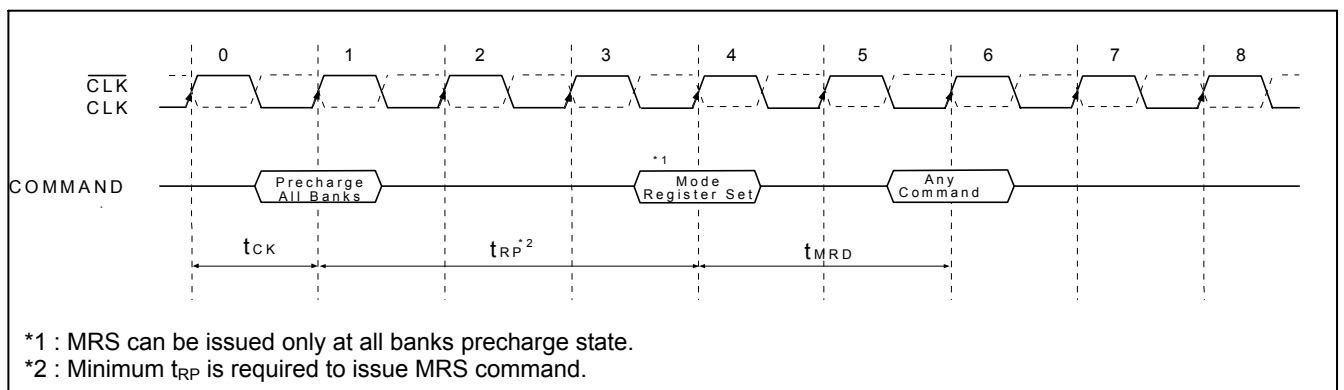 0 1 2 3 4 5 6 7 8
CLK
CLK
COMMAND
Precharge
All Banks
*1
Mode
Register Set
Any
Command
tCK
tRP*2
tMRD
*1 : MRS can be issued only at all banks precharge state.
*2 : Minimum tRP is required to issue MRS command.